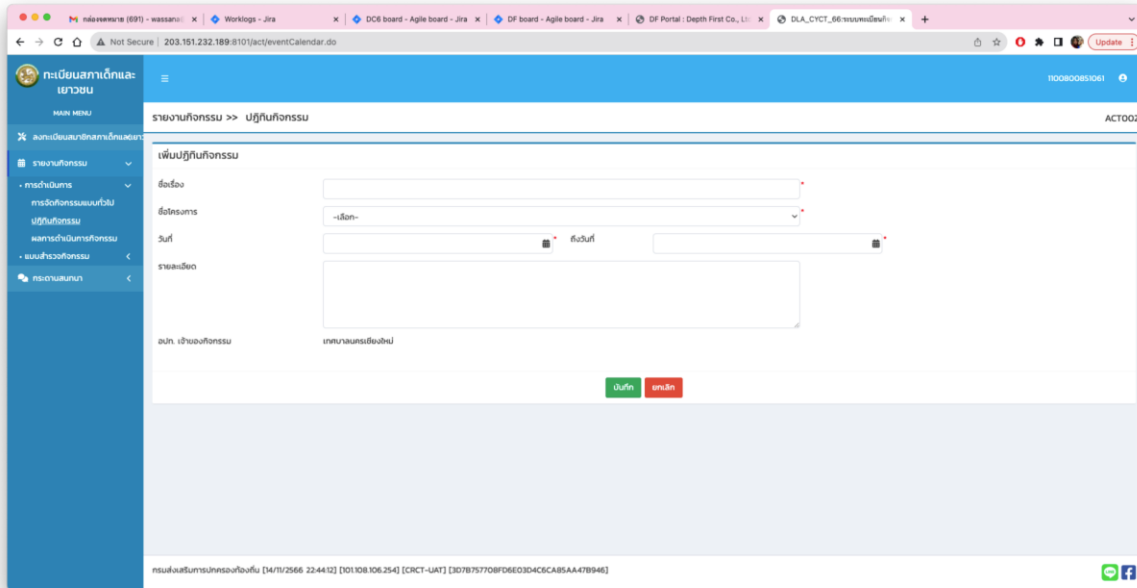 กล่องจดหมาย (691) - wassana(
Worklogs - Jira
DC6 board - Agile board - Jira
DF board - Agile board - Jira
DF Portal : Depth First Co., Lt
DLA_CYCT_66:ระบบทะเบียน
Not Secure | 203.151.232.189:8101/act/eventCalendar.do
Update
ทะเบียนสภาเด็กและ
เยาวชน
1100800851061
MAIN MENU
รายงานกิจกรรม >> ปฎิทินกิจกรรม
ACT002
ลงทะเบียนสมาชิกสภาเด็กและเยาว
เพิ่มปฎิทินกิจกรรม
รายงานกิจกรรม
• การดำเนินการ
การจัดกิจกรรมแบบทั่วไป
ปฎิทินกิจกรรม
ผลการดำเนินการกิจกรรม
• แบบสำรวจกิจกรรม
กระดานสนทนา
ชื่อเรื่อง *
ชื่อโครงการ -เลือก- *
วันที่ * ถึงวันที่ *
รายละเอียด
อปท. เจ้าของกิจกรรม เทศบาลนครเชียงใหม่
บันทึก ยกเลิก
กรมส่งเสริมการปกครองท้องถิ่น [14/11/2566 22:44:12] [101.108.106.254] [CRCT-UAT] [3D7B757708FD6E03D4C6CA85AA47B946]